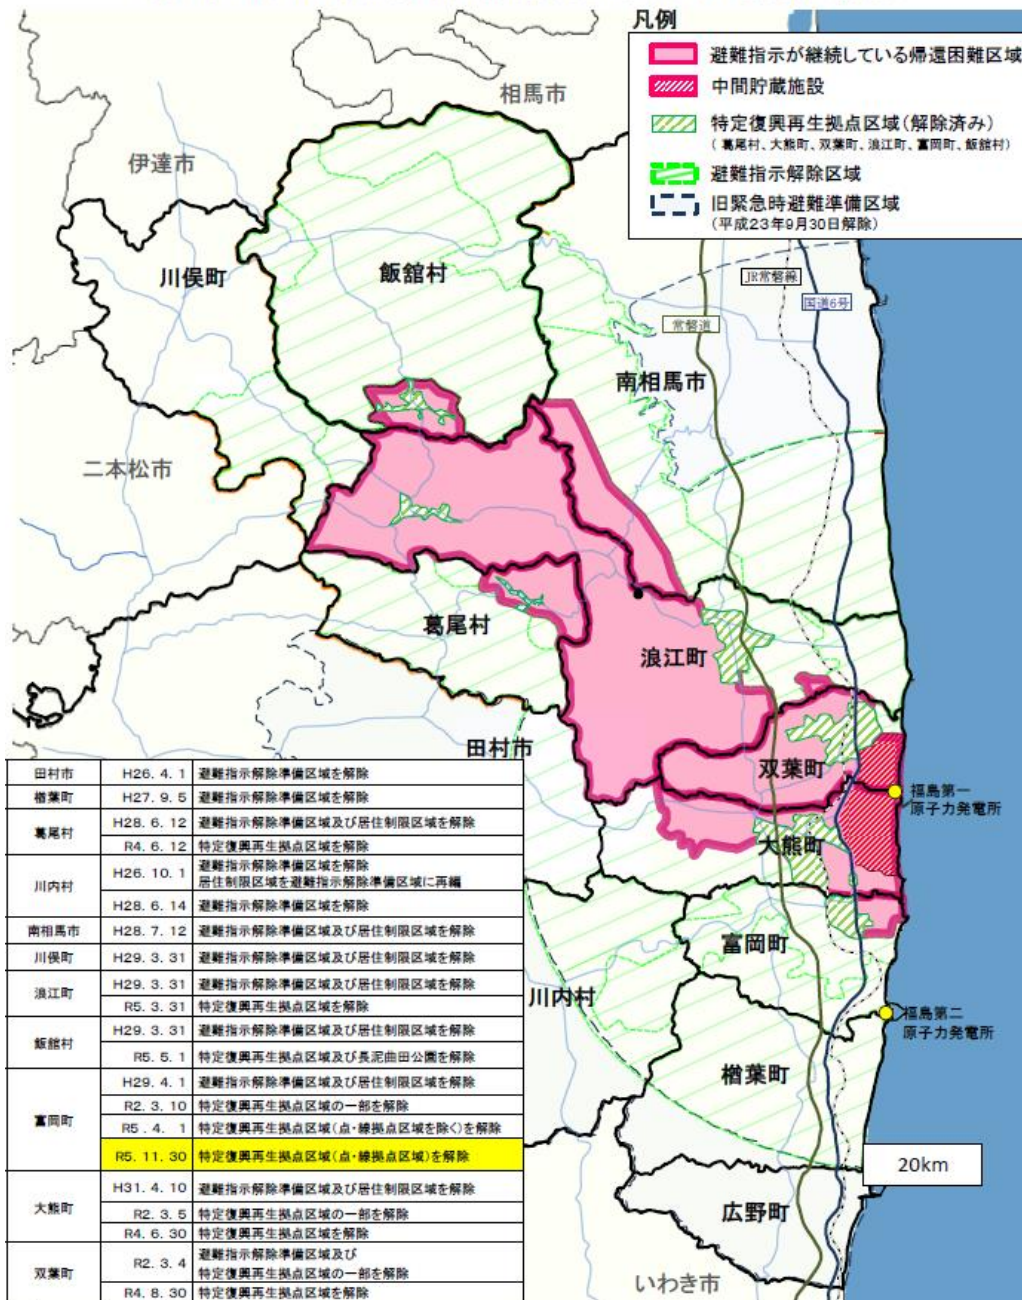 凡例
避難指示が継続している帰還困難区域
中間貯蔵施設
特定復興再生拠点区域(解除済み)
(葛尾村、大熊町、双葉町、浪江町、富岡町、飯舘村)
避難指示解除区域
旧緊急時避難準備区域
(平成23年9月30日解除)
相馬市
伊達市
川俣町
飯舘村
JR常磐線
国道6号
常磐道
南相馬市
二本松市
葛尾村
浪江町
田村市
双葉町
福島第一
原子力発電所
大熊町
富岡町
川内村
福島第二
原子力発電所
楢葉町
20km
広野町
いわき市
田村市 H26.4.1 避難指示解除準備区域を解除
楢葉町 H27.9.5 避難指示解除準備区域を解除
葛尾村 H28.6.12 避難指示解除準備区域及び居住制限区域を解除
R4.6.12 特定復興再生拠点区域を解除
川内村 H26.10.1 避難指示解除準備区域を解除
居住制限区域を避難指示解除準備区域に再編
H28.6.14 避難指示解除準備区域を解除
南相馬市 H28.7.12 避難指示解除準備区域及び居住制限区域を解除
川俣町 H29.3.31 避難指示解除準備区域及び居住制限区域を解除
浪江町 H29.3.31 避難指示解除準備区域及び居住制限区域を解除
R5.3.31 特定復興再生拠点区域を解除
飯舘村 H29.3.31 避難指示解除準備区域及び居住制限区域を解除
R5.5.1 特定復興再生拠点区域及び長泥曲田公園を解除
富岡町 H29.4.1 避難指示解除準備区域及び居住制限区域を解除
R2.3.10 特定復興再生拠点区域の一部を解除
R5.4.1 特定復興再生拠点区域(点・線拠点区域を除く)を解除
R5.11.30 特定復興再生拠点区域(点・線拠点区域)を解除
大熊町 H31.4.10 避難指示解除準備区域及び居住制限区域を解除
R2.3.5 特定復興再生拠点区域の一部を解除
R4.6.30 特定復興再生拠点区域を解除
双葉町 R2.3.4 避難指示解除準備区域及び
特定復興再生拠点区域の一部を解除
R4.8.30 特定復興再生拠点区域を解除